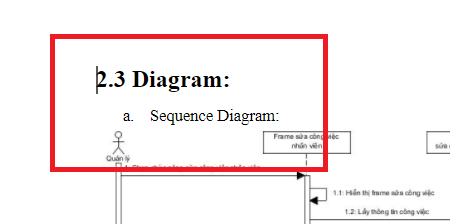 2.3 Diagram:
a. Sequence Diagram:
Frame sửa công việc
nhân viên
sửa
Quản lý
1.1: Hiển thị frame sửa công việc
1.2: Lấy thông tin công việc